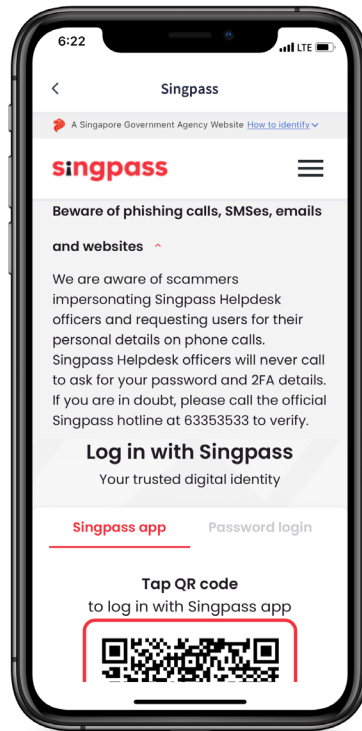 6:22
LTE
Singpass
A Singapore Government Agency Website How to identify
singpass
Beware of phishing calls, SMSes, emails
and websites
We are aware of scammers
impersonating Singpass Helpdesk
officers and requesting users for their
personal details on phone calls.
Singpass Helpdesk officers will never call
to ask for your password and 2FA details.
If you are in doubt, please call the official
Singpass hotline at 63353533 to verify.
Log in with Singpass
Your trusted digital identity
Singpass app Password login
Tap QR code
to log in with Singpass app